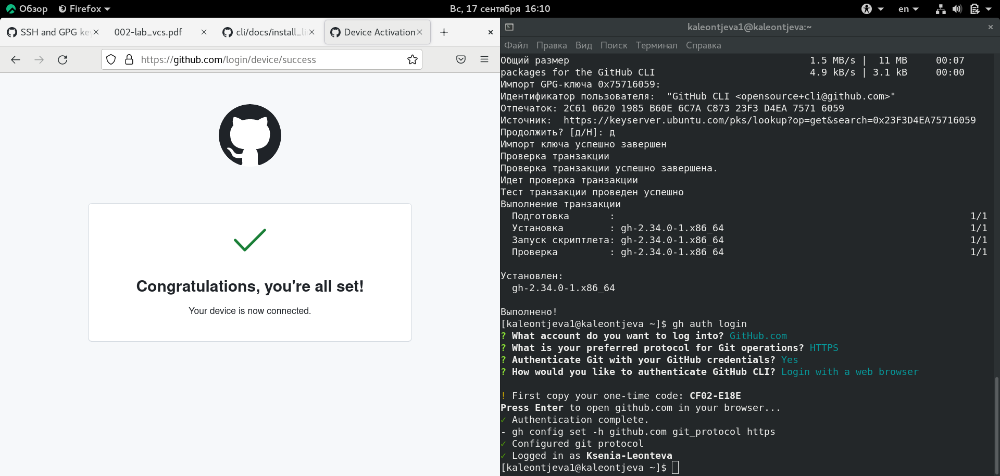 Обзор Firefox Вс, 17 сентября 16:10 en
SSH and GPG key 002-lab_vcs.pdf cli/docs/install_li Device Activation
https://github.com/login/device/success
Congratulations, you're all set!
Your device is now connected.
kaleontjeva1@kaleontjeva:~
Файл Правка Вид Поиск Терминал Справка
Общий размер 1.5 MB/s | 11 MB 00:07
packages for the GitHub CLI 4.9 kB/s | 3.1 kB 00:00
Импорт GPG-ключа 0x75716059:
Идентификатор пользователя: "GitHub CLI <opensource+cli@github.com>"
Отпечаток: 2C61 0620 1985 B60E 6C7A C873 23F3 D4EA 7571 6059
Источник: https://keyserver.ubuntu.com/pks/lookup?op=get&search=0x23F3D4EA75716059
Продолжить? [д/Н]: д
Импорт ключа успешно завершен
Проверка транзакции
Проверка транзакции успешно завершена.
Идет проверка транзакции
Тест транзакции проведен успешно
Выполнение транзакции
Подготовка : 1/1
Установка : gh-2.34.0-1.x86_64 1/1
Запуск скриптлета: gh-2.34.0-1.x86_64 1/1
Проверка : gh-2.34.0-1.x86_64 1/1
Установлен:
gh-2.34.0-1.x86_64
Выполнено!
[kaleontjeva1@kaleontjeva ~]$ gh auth login
? What account do you want to log into? GitHub.com
? What is your preferred protocol for Git operations? HTTPS
? Authenticate Git with your GitHub credentials? Yes
? How would you like to authenticate GitHub CLI? Login with a web browser
! First copy your one-time code: CF02-E18E
Press Enter to open github.com in your browser...
✓ Authentication complete.
- gh config set -h github.com git_protocol https
✓ Configured git protocol
✓ Logged in as Ksenia-Leonteva
[kaleontjeva1@kaleontjeva ~]$